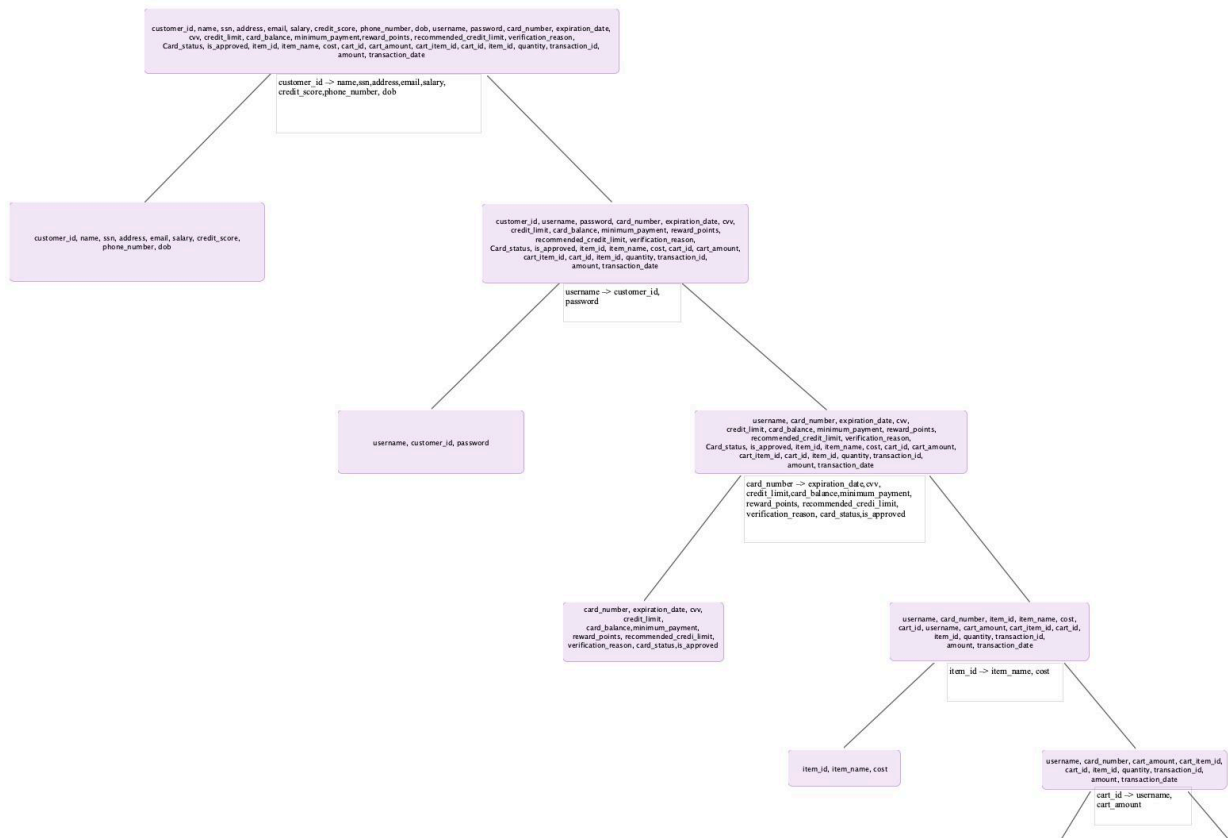 customer_id, name, ssn, address, email, salary, credit_score, phone_number, dob, username, password, card_number, expiration_date,
cvv, credit_limit, card_balance, minimum_payment,reward_points, recommended_credit_limit, verification_reason,
Card_status, is_approved, item_id, item_name, cost, cart_id, cart_amount, cart_item_id, cart_id, item_id, quantity, transaction_id,
amount, transaction_date
customer_id -> name,ssn,address,email,salary,
credit_score,phone_number, dob
customer_id, name, ssn, address, email, salary, credit_score,
phone_number, dob
customer_id, username, password, card_number, expiration_date, cvv,
credit_limit, card_balance, minimum_payment, reward_points,
recommended_credit_limit, verification_reason,
Card_status, is_approved, item_id, item_name, cost, cart_id, cart_amount,
cart_item_id, cart_id, item_id, quantity, transaction_id,
amount, transaction_date
username -> customer_id,
password
username, customer_id, password
username, card_number, expiration_date, cvv,
credit_limit, card_balance, minimum_payment, reward_points,
recommended_credit_limit, verification_reason,
Card_status, is_approved, item_id, item_name, cost, cart_id, cart_amount,
cart_item_id, cart_id, item_id, quantity, transaction_id,
amount, transaction_date
card_number -> expiration_date,cvv,
credit_limit,card_balance,minimum_payment,
reward_points, recommended_credi_limit,
verification_reason, card_status,is_approved
card_number, expiration_date, cvv,
credit_limit,
card_balance,minimum_payment,
reward_points, recommended_credi_limit,
verification_reason, card_status,is_approved
username, card_number, item_id, item_name, cost,
cart_id, username, cart_amount, cart_item_id, cart_id,
item_id, quantity, transaction_id,
amount, transaction_date
item_id -> item_name, cost
item_id, item_name, cost
username, card_number, cart_amount, cart_item_id,
cart_id, item_id, quantity, transaction_id,
amount, transaction_date
cart_id -> username,
cart_amount